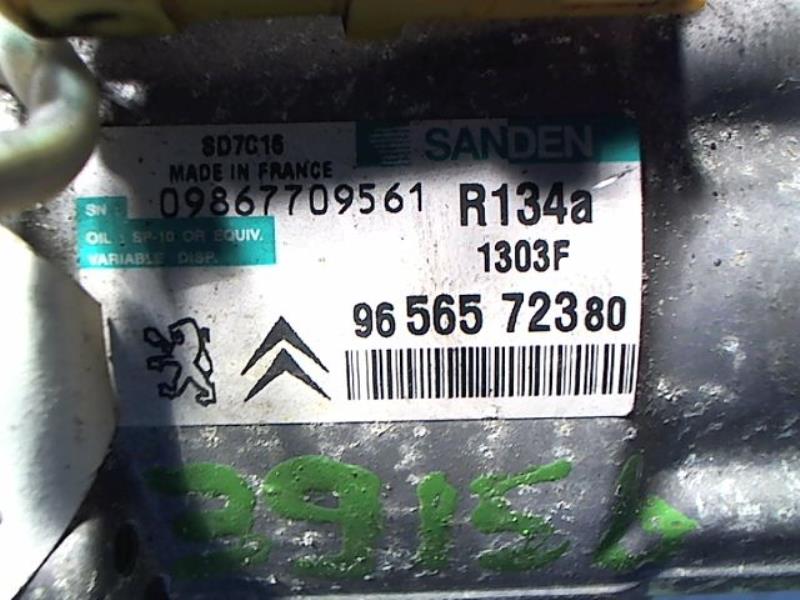 SD7C16
SANDEN
MADE IN FRANCE
SN : 09867709561
R134a
OIL : SP-10 OR EQUIV.
VARIABLE DISP.
1303F
96 565 723 80